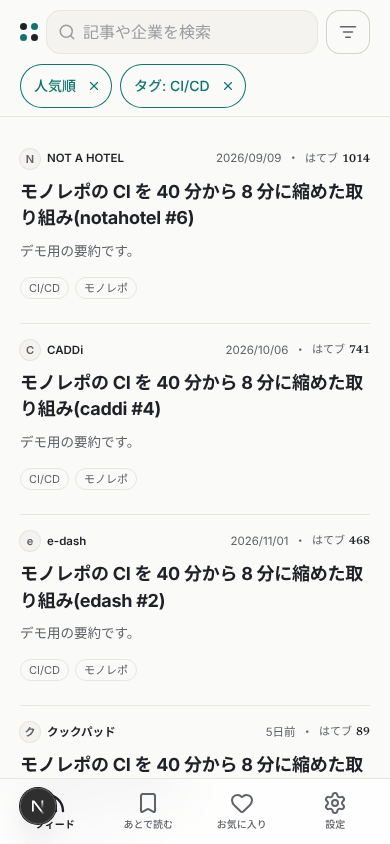 記事や企業を検索
人気順 ×
タグ: CI/CD ×
N NOT A HOTEL 2026/09/09 • はてブ 1014
モノレポの CI を 40 分から 8 分に縮めた取
り組み(notahotel #6)
デモ用の要約です。
CI/CD モノレポ
C CADDi 2026/10/06 • はてブ 741
モノレポの CI を 40 分から 8 分に縮めた取
り組み(caddi #4)
デモ用の要約です。
CI/CD モノレポ
e e-dash 2026/11/01 • はてブ 468
モノレポの CI を 40 分から 8 分に縮めた取
り組み(edash #2)
デモ用の要約です。
CI/CD モノレポ
ク クックパッド 5日前 • はてブ 89
モノレポの CI を 40 分から 8 分に縮めた取
N
フィード あとで読む お気に入り 設定